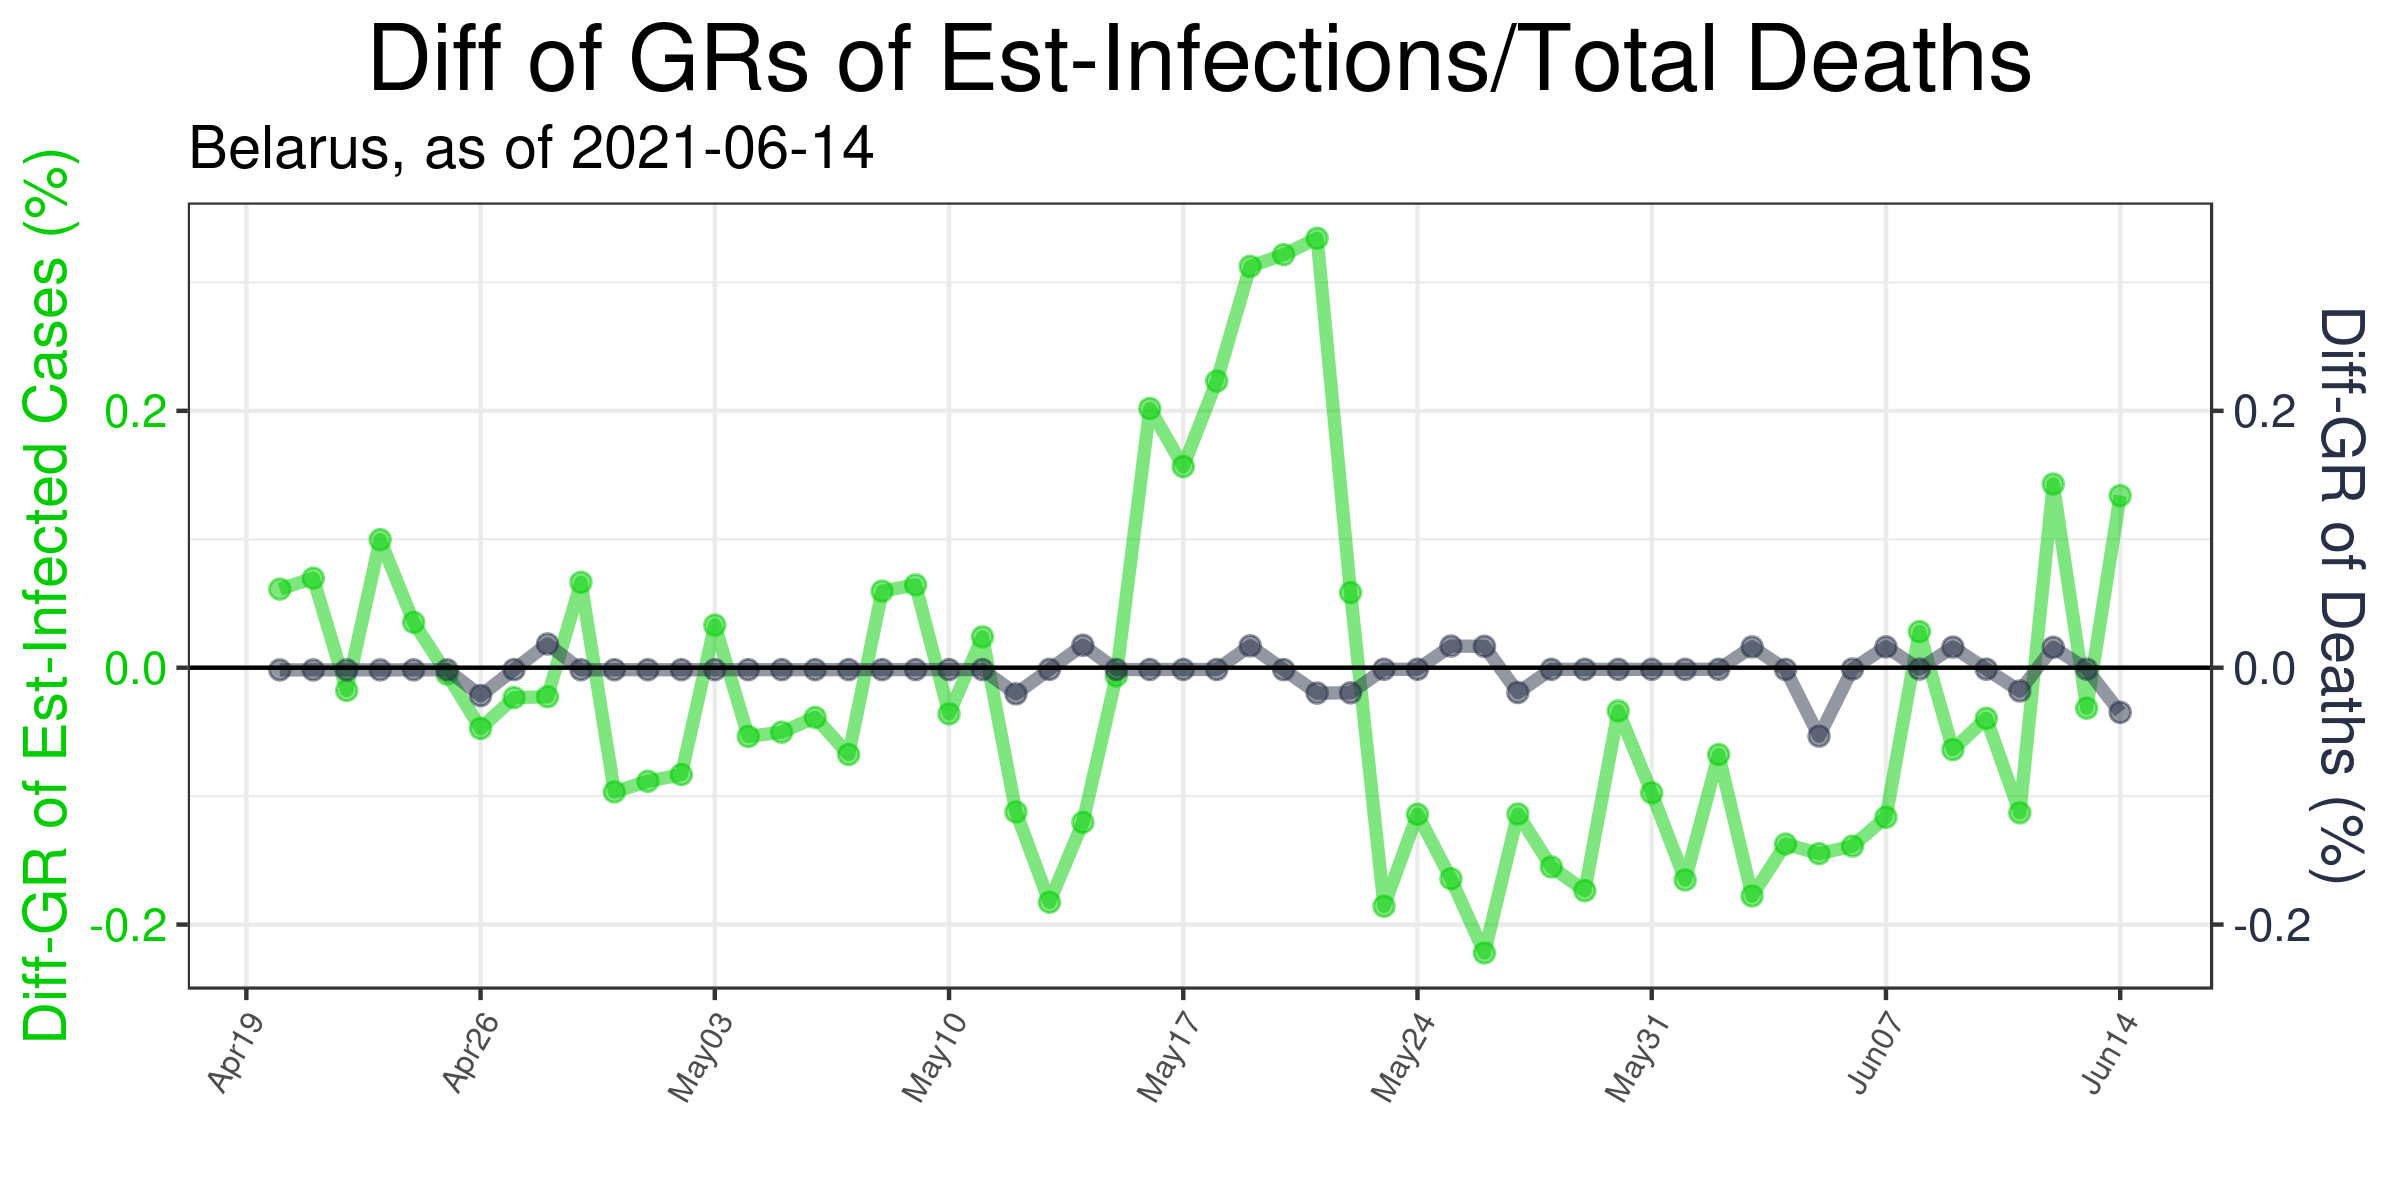 Diff of GRs of Est-Infections/Total Deaths
Belarus, as of 2021-06-14
Diff-GR of Est-Infected Cases (%)
0.2
0.0
-0.2
0.2
0.0
-0.2
Diff-GR of Deaths (%)
Apr19
Apr26
May03
May10
May17
May24
May31
Jun07
Jun14